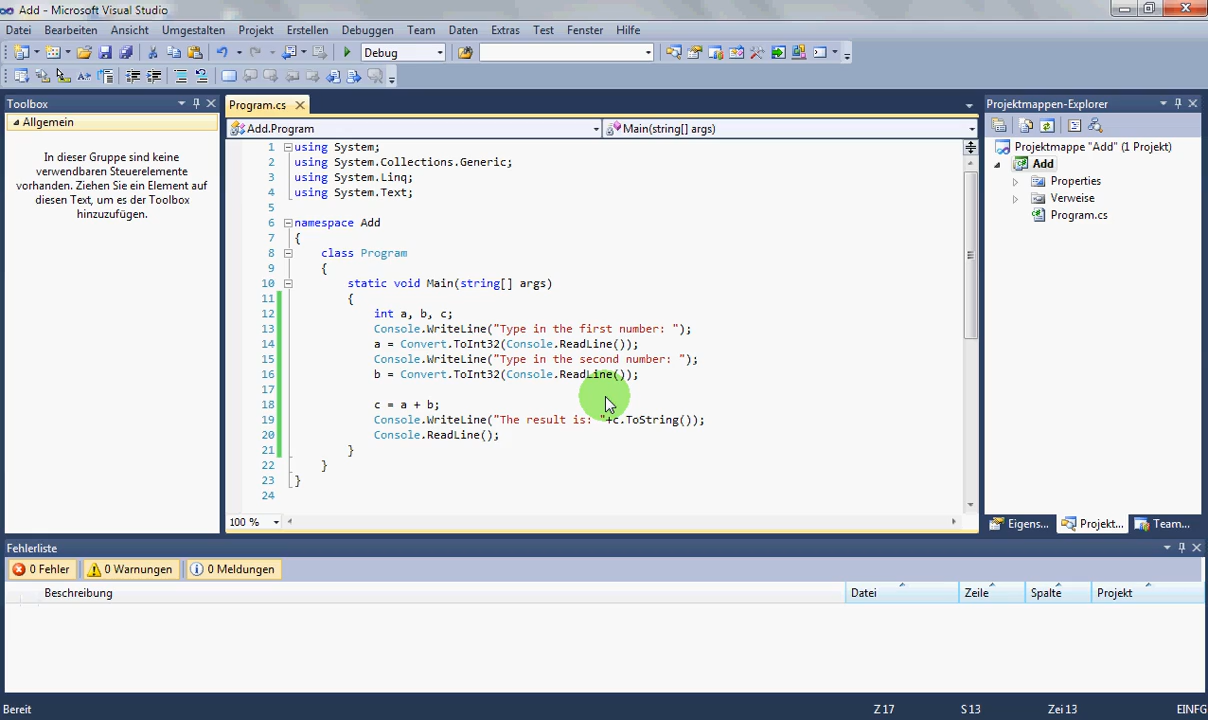 Add - Microsoft Visual Studio
Datei Bearbeiten Ansicht Umgestalten Projekt Erstellen Debuggen Team Daten Extras Test Fenster Hilfe
Debug
Toolbox
Allgemein
In dieser Gruppe sind keine
verwendbaren Steuerelemente
vorhanden. Ziehen Sie ein Element auf
diesen Text, um es der Toolbox
hinzuzufügen.
Program.cs
Add.Program Main(string[] args)
1 using System;
2 using System.Collections.Generic;
3 using System.Linq;
4 using System.Text;
5
6 namespace Add
7 {
8 class Program
9 {
10 static void Main(string[] args)
11 {
12 int a, b, c;
13 Console.WriteLine("Type in the first number: ");
14 a = Convert.ToInt32(Console.ReadLine());
15 Console.WriteLine("Type in the second number: ");
16 b = Convert.ToInt32(Console.ReadLine());
17
18 c = a + b;
19 Console.WriteLine("The result is: "+c.ToString());
20 Console.ReadLine();
21 }
22 }
23 }
24
100 %
Projektmappen-Explorer
Projektmappe "Add" (1 Projekt)
Add
Properties
Verweise
Program.cs
Eigens... Projekt... Team...
Fehlerliste
0 Fehler 0 Warnungen 0 Meldungen
Beschreibung Datei Zeile Spalte Projekt
Bereit Z 17 S 13 Zei 13 EINFG